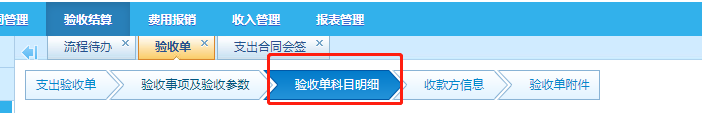 同管理 验收结算 费用报销 收入管理 报表管理
流程待办 验收单 支出合同会签
支出验收单 验收事项及验收参数 验收单科目明细 收款方信息 验收单附件